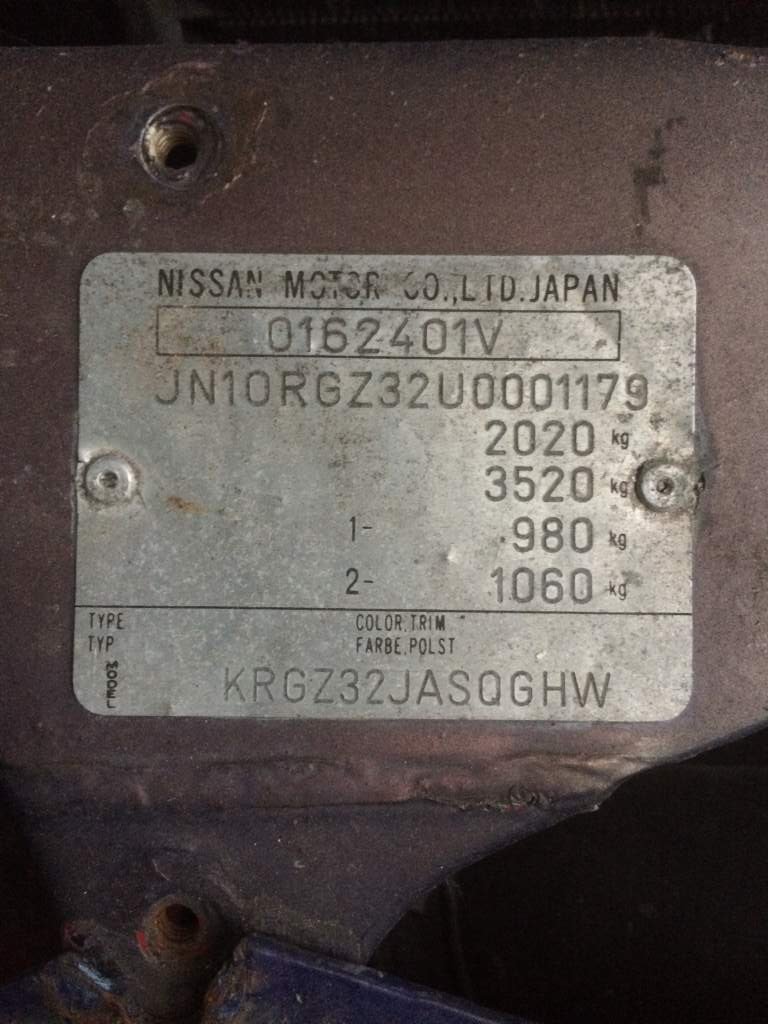 NISSAN MOTOR CO.,LTD.JAPAN
0162401V
JN10RGZ32U0001179
2020 kg
3520 kg
1- 980 kg
2- 1060 kg
TYPE COLOR,TRIM
TYP FARBE,POLST
MODEL
KRGZ32JASQGHW